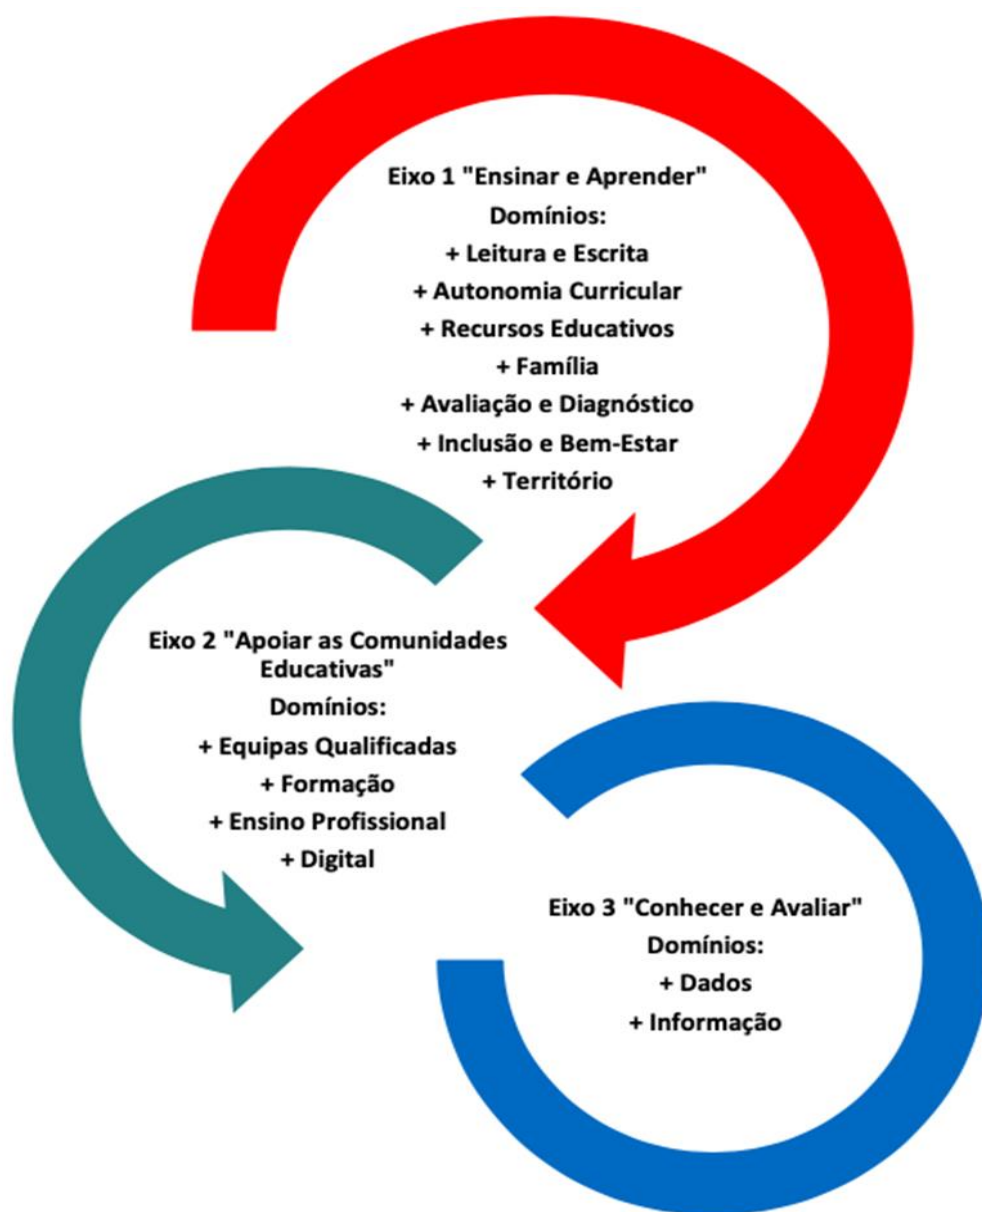 Eixo 1 "Ensinar e Aprender"
Domínios:
+ Leitura e Escrita
+ Autonomia Curricular
+ Recursos Educativos
+ Família
+ Avaliação e Diagnóstico
+ Inclusão e Bem-Estar
+ Território
Eixo 2 "Apoiar as Comunidades
Educativas"
Domínios:
+ Equipas Qualificadas
+ Formação
+ Ensino Profissional
+ Digital
Eixo 3 "Conhecer e Avaliar"
Domínios:
+ Dados
+ Informação